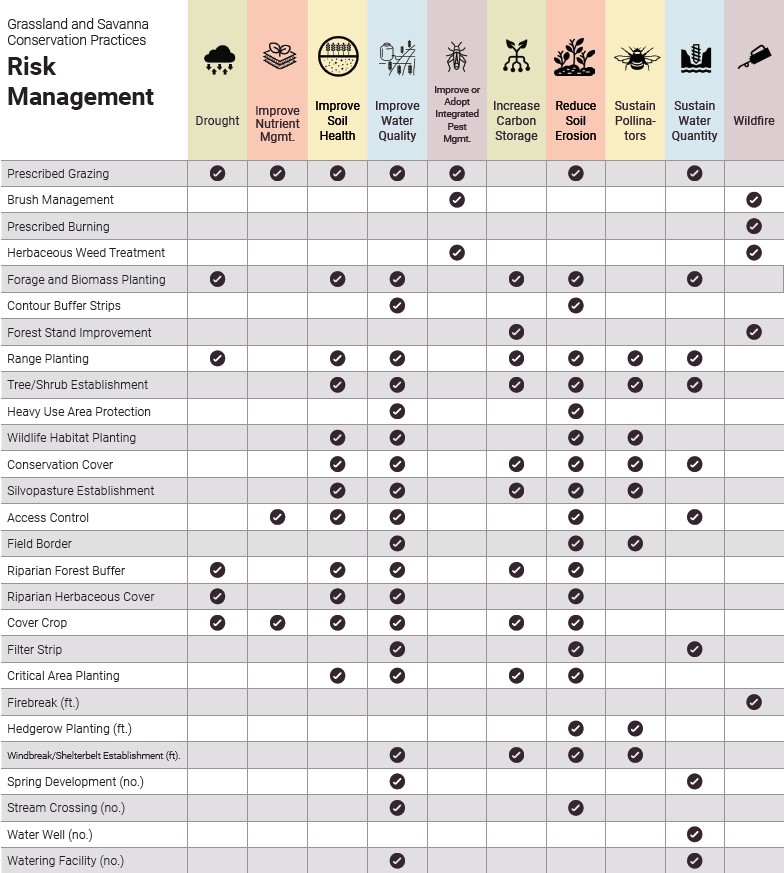 Grassland and Savanna
Conservation Practices
Risk
Management
Drought
Improve
Nutrient
Mgmt.
Improve
Soil
Health
Improve
Water
Quality
Improve or
Adopt
Integrated
Pest
Mgmt.
Increase
Carbon
Storage
Reduce
Soil
Erosion
Sustain
Pollina-
tors
Sustain
Water
Quantity
Wildfire
Prescribed Grazing
Brush Management
Prescribed Burning
Herbaceous Weed Treatment
Forage and Biomass Planting
Contour Buffer Strips
Forest Stand Improvement
Range Planting
Tree/Shrub Establishment
Heavy Use Area Protection
Wildlife Habitat Planting
Conservation Cover
Silvopasture Establishment
Access Control
Field Border
Riparian Forest Buffer
Riparian Herbaceous Cover
Cover Crop
Filter Strip
Critical Area Planting
Firebreak (ft.)
Hedgerow Planting (ft.)
Windbreak/Shelterbelt Establishment (ft).
Spring Development (no.)
Stream Crossing (no.)
Water Well (no.)
Watering Facility (no.)